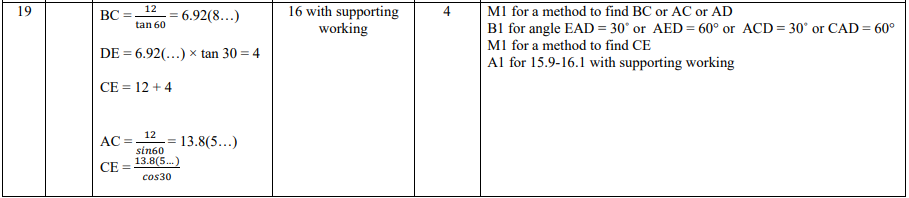 19
BC = 12/tan 60 = 6.92(8…)
DE = 6.92(…) × tan 30 = 4
CE = 12 + 4
AC = 12/sin60 = 13.8(5…)
CE = 13.8(5…)/cos30
16 with supporting
working
4
M1 for a method to find BC or AC or AD
B1 for angle EAD = 30˚ or AED = 60° or ACD = 30˚ or CAD = 60°
M1 for a method to find CE
A1 for 15.9-16.1 with supporting working